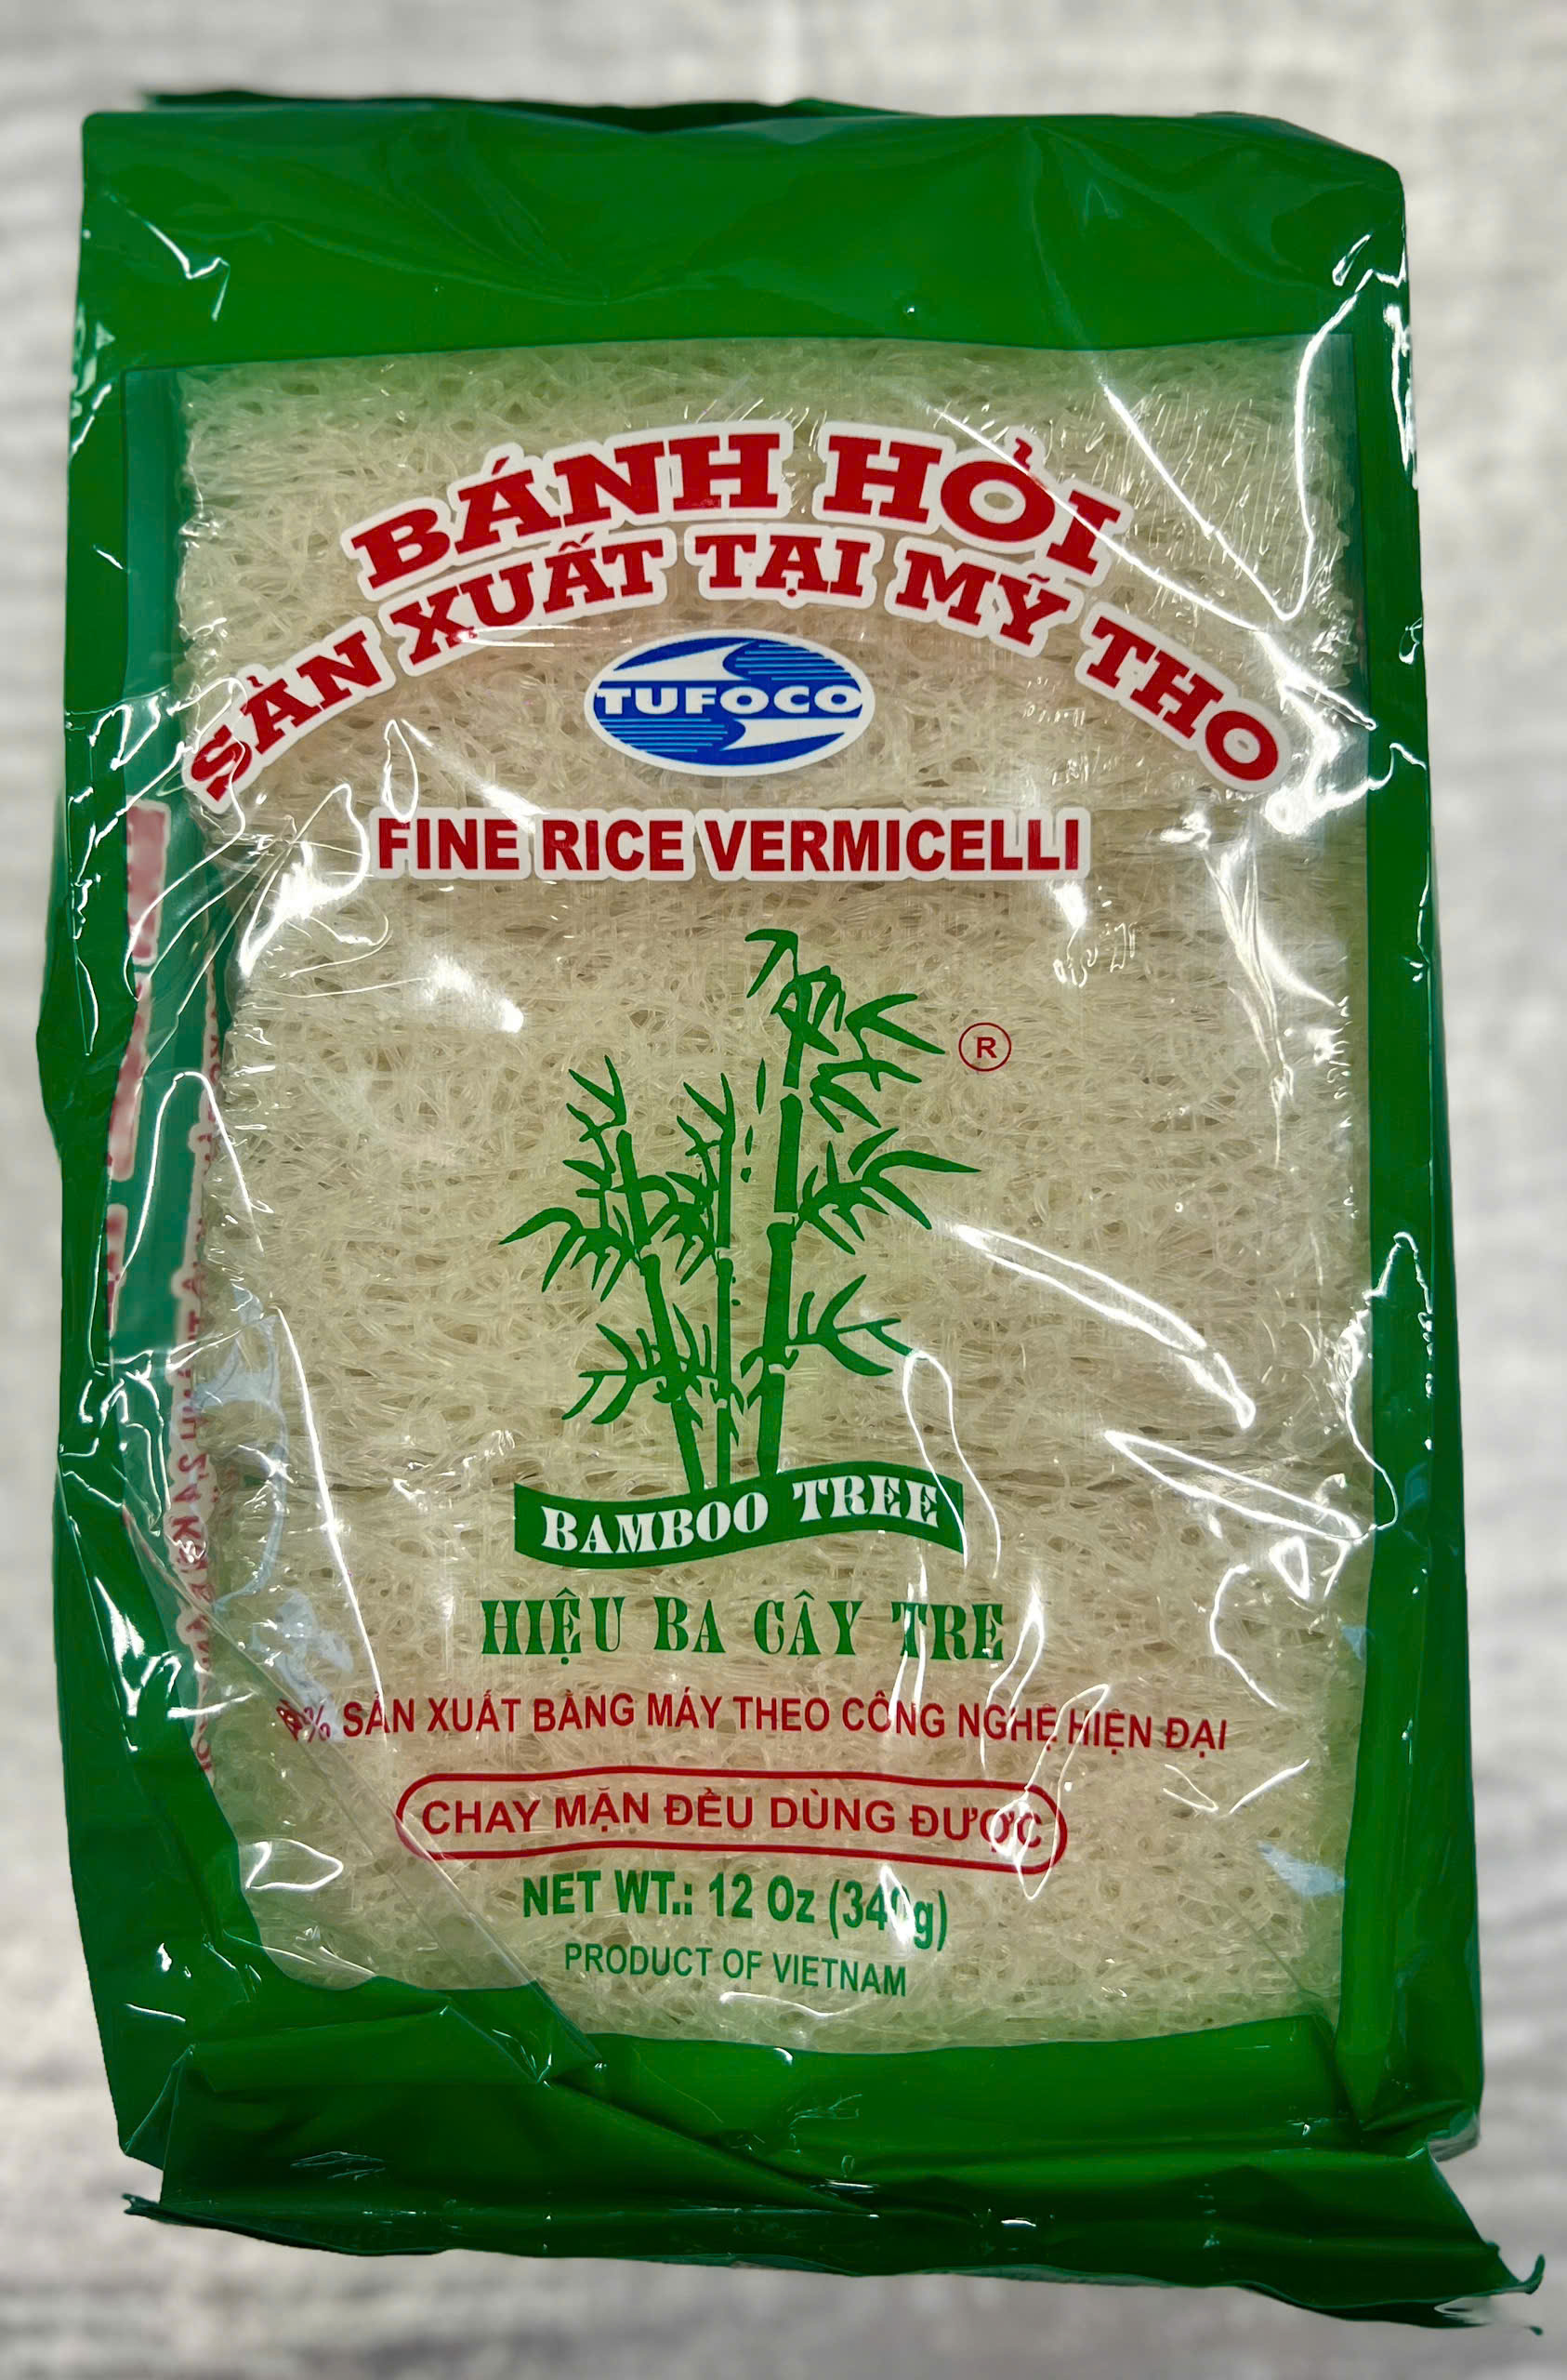 BÁNH HỎI
SẢN XUẤT TẠI MỸ THO
TUFOCO
FINE RICE VERMICELLI
®
BAMBOO TREE
HIỆU BA CÂY TRE
SẢN XUẤT BẰNG MÁY THEO CÔNG NGHỆ HIỆN ĐẠI
CHAY MẶN ĐỀU DÙNG ĐƯỢC
NET WT.: 12 Oz
PRODUCT OF VIETNAM